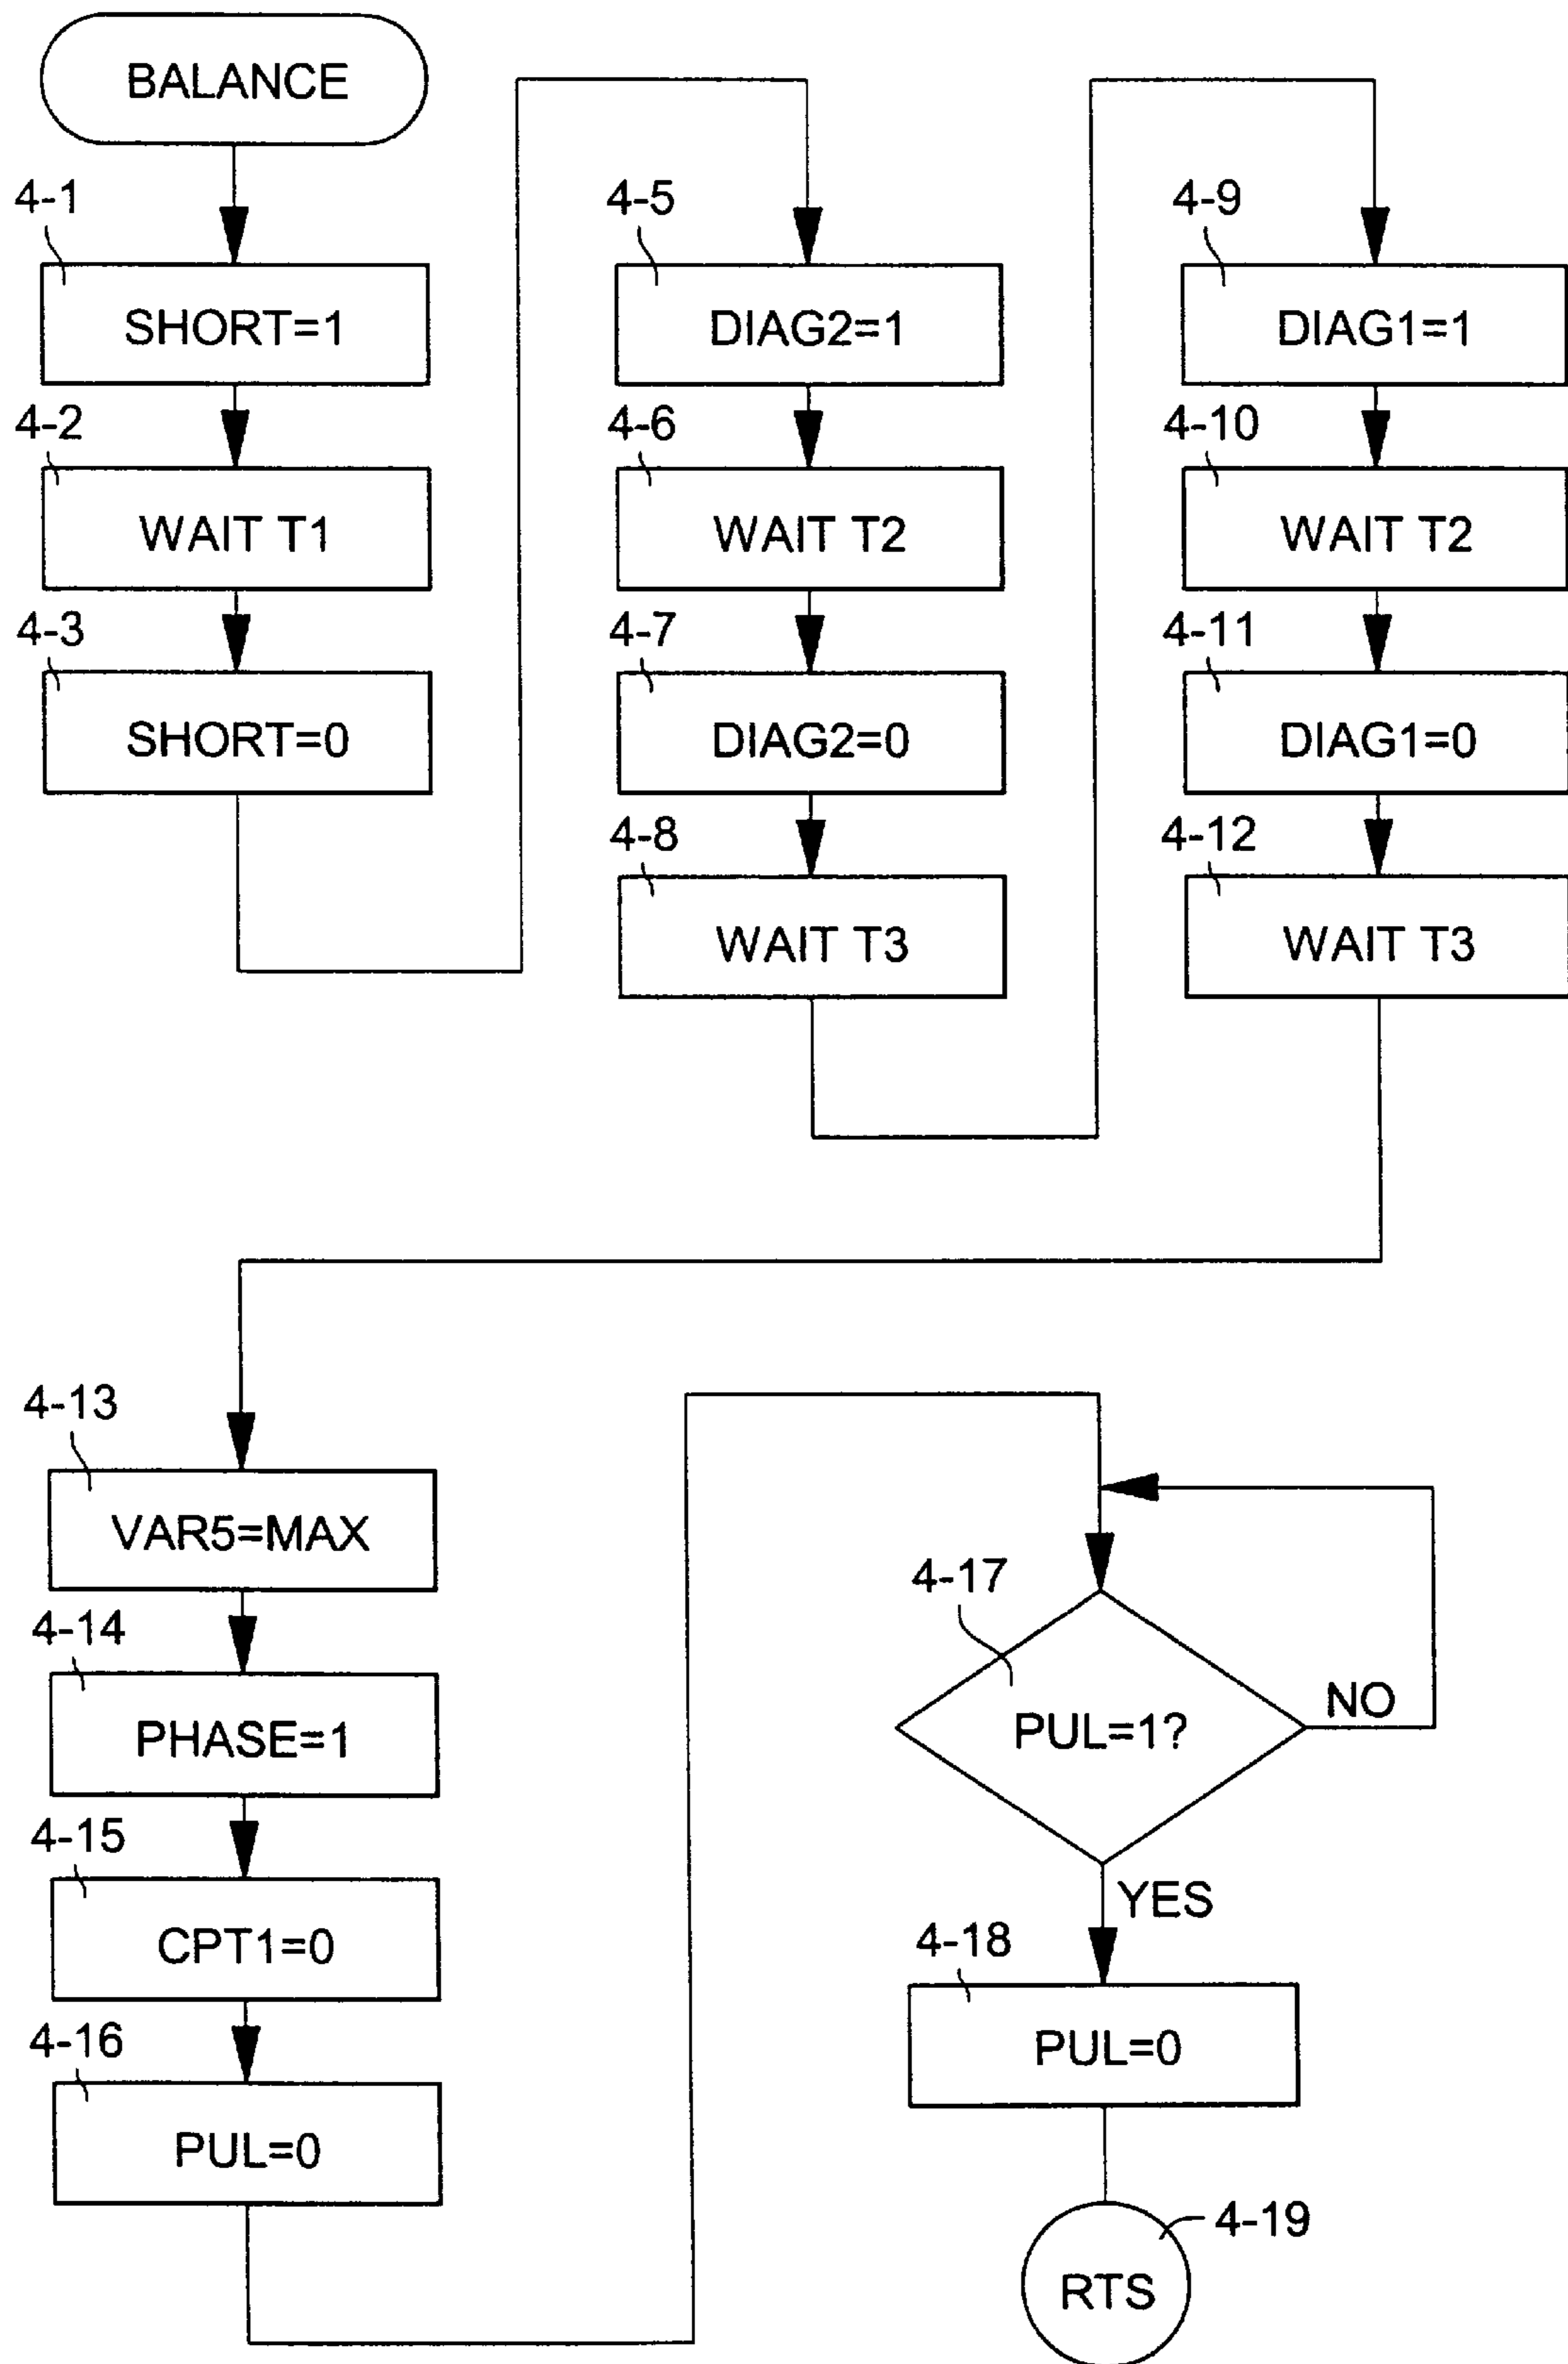 BALANCE
4-1
SHORT=1
4-2
WAIT T1
4-3
SHORT=0
4-5
DIAG2=1
4-6
WAIT T2
4-7
DIAG2=0
4-8
WAIT T3
4-9
DIAG1=1
4-10
WAIT T2
4-11
DIAG1=0
4-12
WAIT T3
4-13
VAR5=MAX
4-14
PHASE=1
4-15
CPT1=0
4-16
PUL=0
4-17
PUL=1?
NO
YES
4-18
PUL=0
4-19
RTS